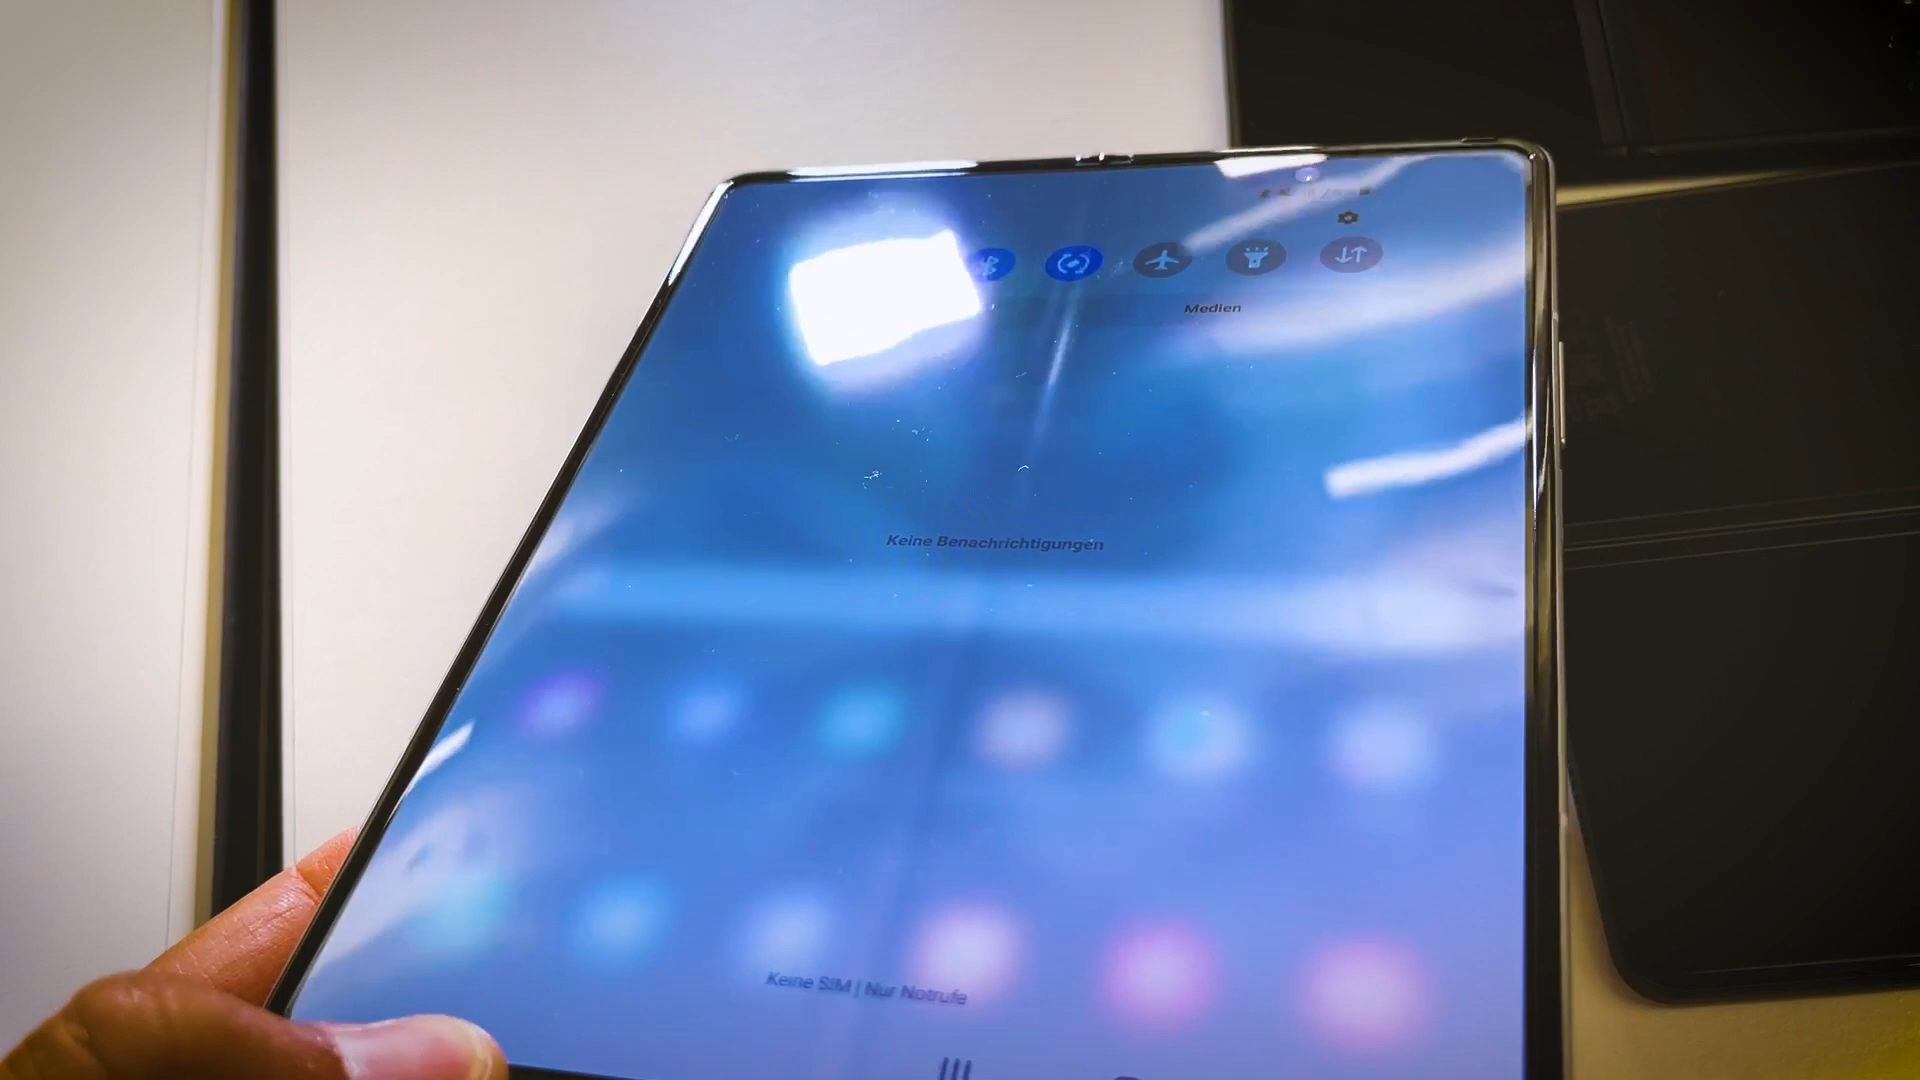 Medien
Keine Benachrichtigungen
Keine SIM | Nur Notrufe